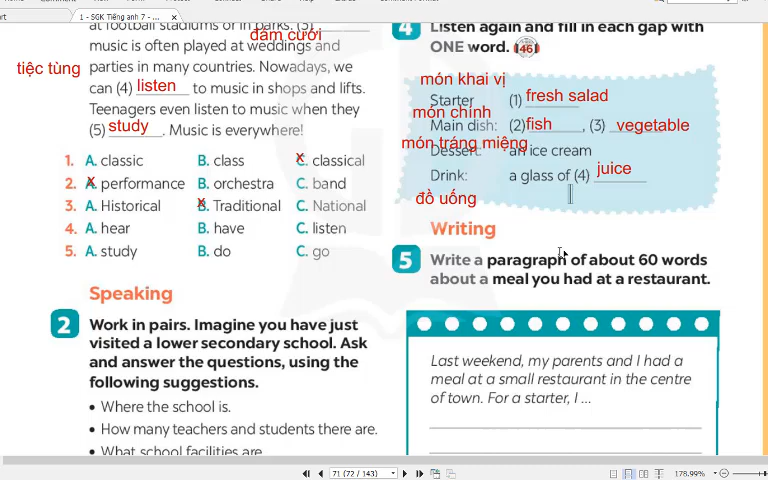 1 - SGK Tiếng anh 7 -
at football stadiums or in parks. (3)
đám cưới
music is often played at weddings and
tiệc tùng
parties in many countries. Nowadays, we
can (4) listen to music in shops and lifts.
Teenagers even listen to music when they
(5) study. Music is everywhere!
1. A. classic B. class C. classical
2. A. performance B. orchestra C. band
3. A. Historical B. Traditional C. National
4. A. hear B. have C. listen
5. A. study B. do C. go
Speaking
2 Work in pairs. Imagine you have just
visited a lower secondary school. Ask
and answer the questions, using the
following suggestions.
• Where the school is.
• How many teachers and students there are.
• What school facilities are
4 Listen again and fill in each gap with
ONE word. 46
món khai vị
Starter (1) fresh salad
món chính
Main dish: (2) fish, (3) vegetable
món tráng miệng
Dessert: an ice cream
Drink: a glass of (4) juice
đồ uống
Writing
5 Write a paragraph of about 60 words
about a meal you had at a restaurant.
Last weekend, my parents and I had a
meal at a small restaurant in the centre
of town. For a starter, I ...
71 (72 / 143)
178.99%